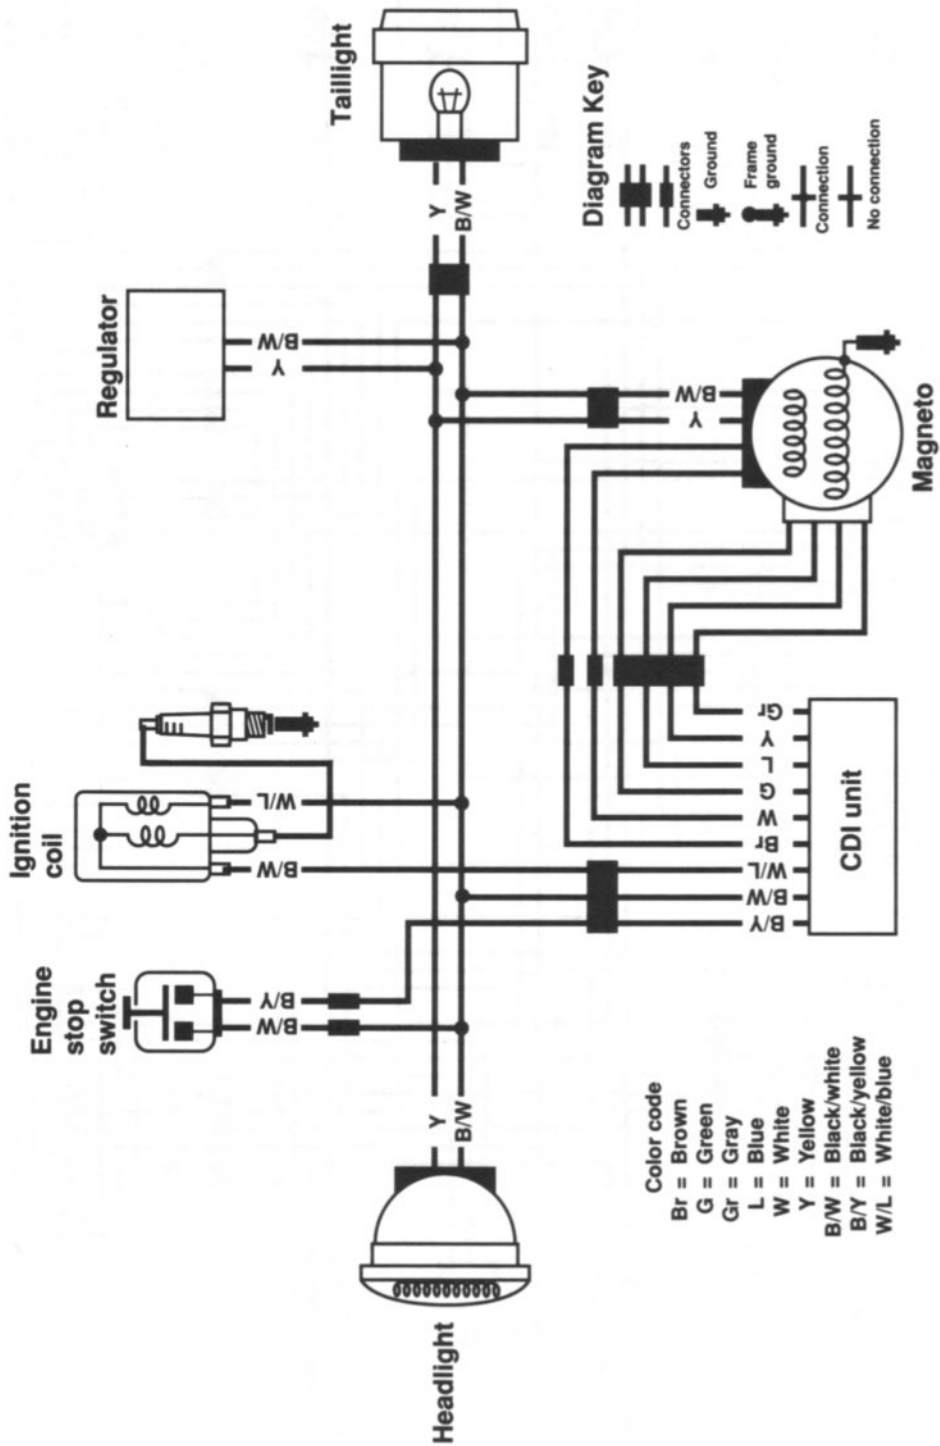 Headlight
Y
B/W
Engine
stop
switch
B/W
B/Y
Ignition
coil
B/W
W/L
Regulator
Y
B/W
Taillight
Y
B/W
Diagram Key
Connectors
Ground
Frame
ground
Connection
No connection
Magneto
Y
B/W
CDI unit
B/Y
B/W
W/L
Br
W
G
L
Y
Gr
Color code
Br = Brown
G = Green
Gr = Gray
L = Blue
W = White
Y = Yellow
B/W = Black/white
B/Y = Black/yellow
W/L = White/blue